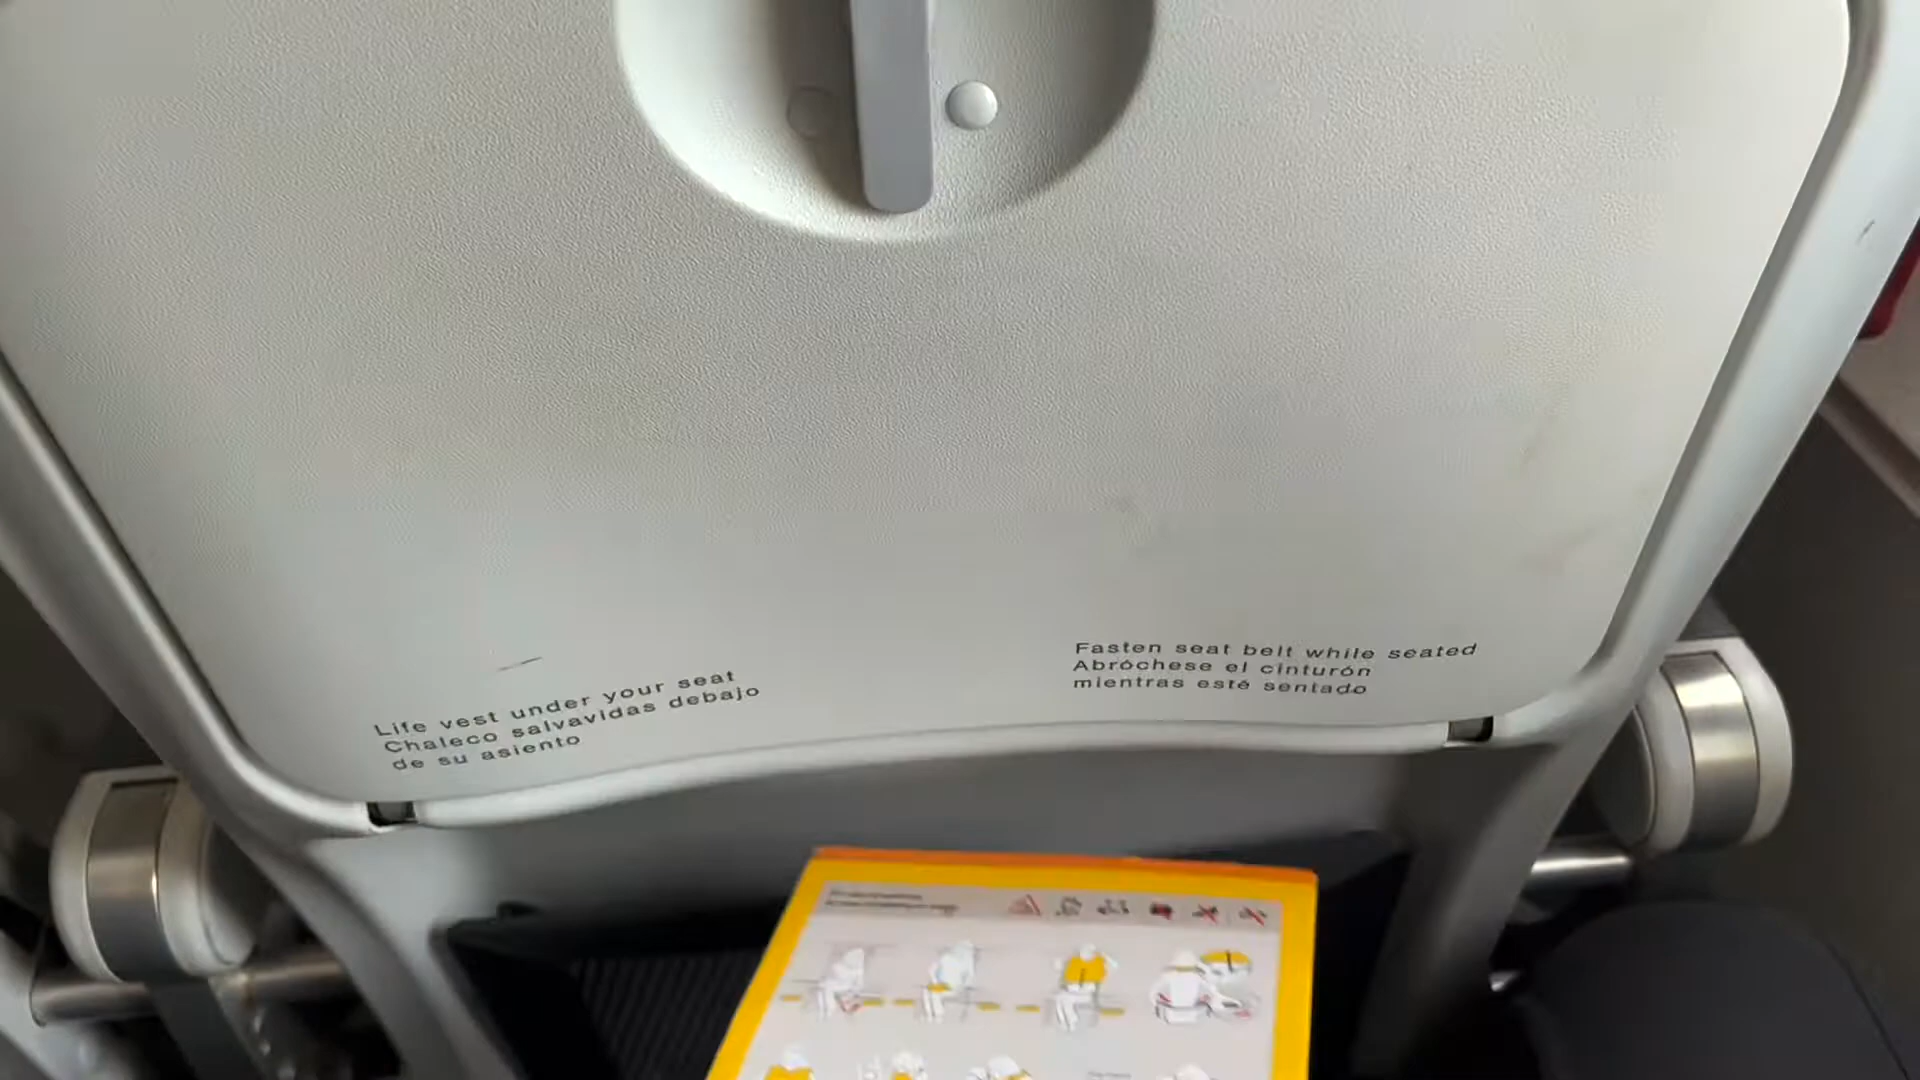 Life vest under your seat
Chaleco salvavidas debajo
de su asiento
Fasten seat belt while seated
Abróchese el cinturón
mientras esté sentado